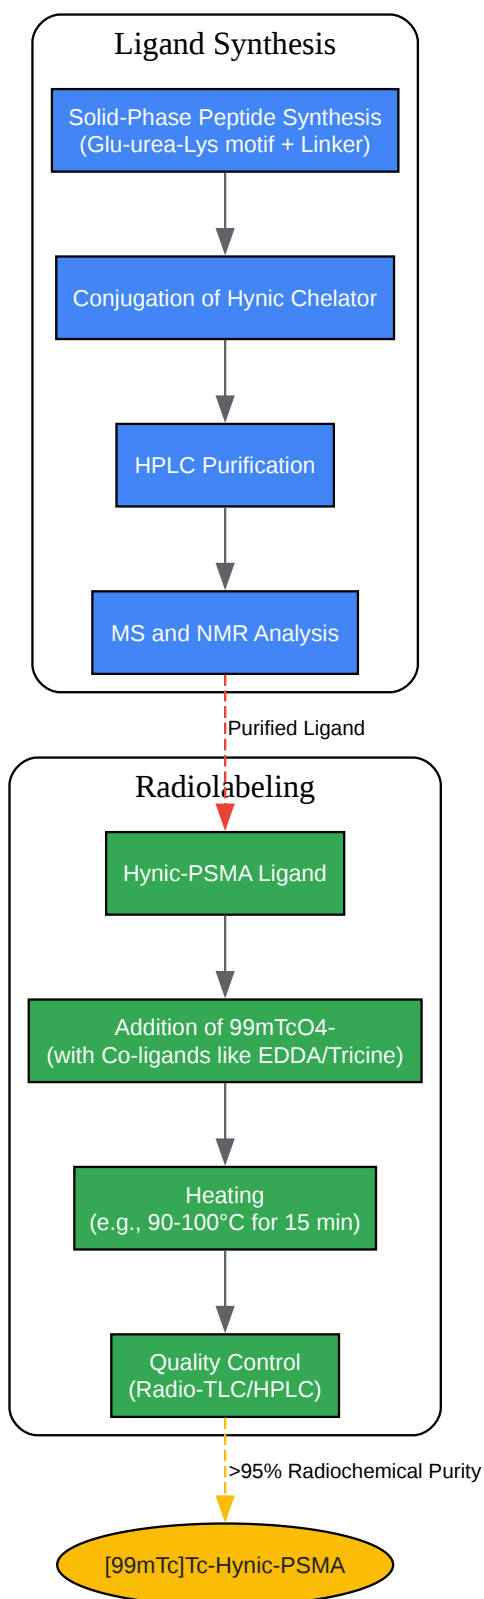 Ligand Synthesis
Solid-Phase Peptide Synthesis
(Glu-urea-Lys motif + Linker)
Conjugation of Hynic Chelator
HPLC Purification
MS and NMR Analysis
Purified Ligand
Radiolabeling
Hynic-PSMA Ligand
Addition of 99mTcO4-
(with Co-ligands like EDDA/Tricine)
Heating
(e.g., 90-100°C for 15 min)
Quality Control
(Radio-TLC/HPLC)
>95% Radiochemical Purity
[99mTc]Tc-Hynic-PSMA